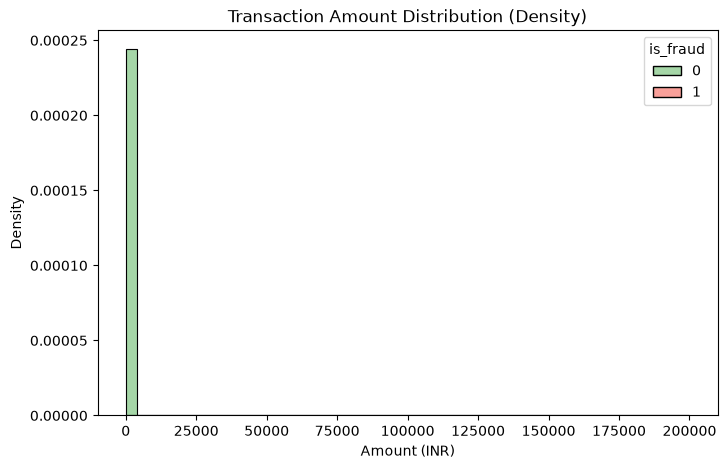 Transaction Amount Distribution (Density)
is_fraud
0
1
0.00025
0.00020
0.00015
0.00010
0.00005
0.00000
Density
0 25000 50000 75000 100000 125000 150000 175000 200000
Amount (INR)